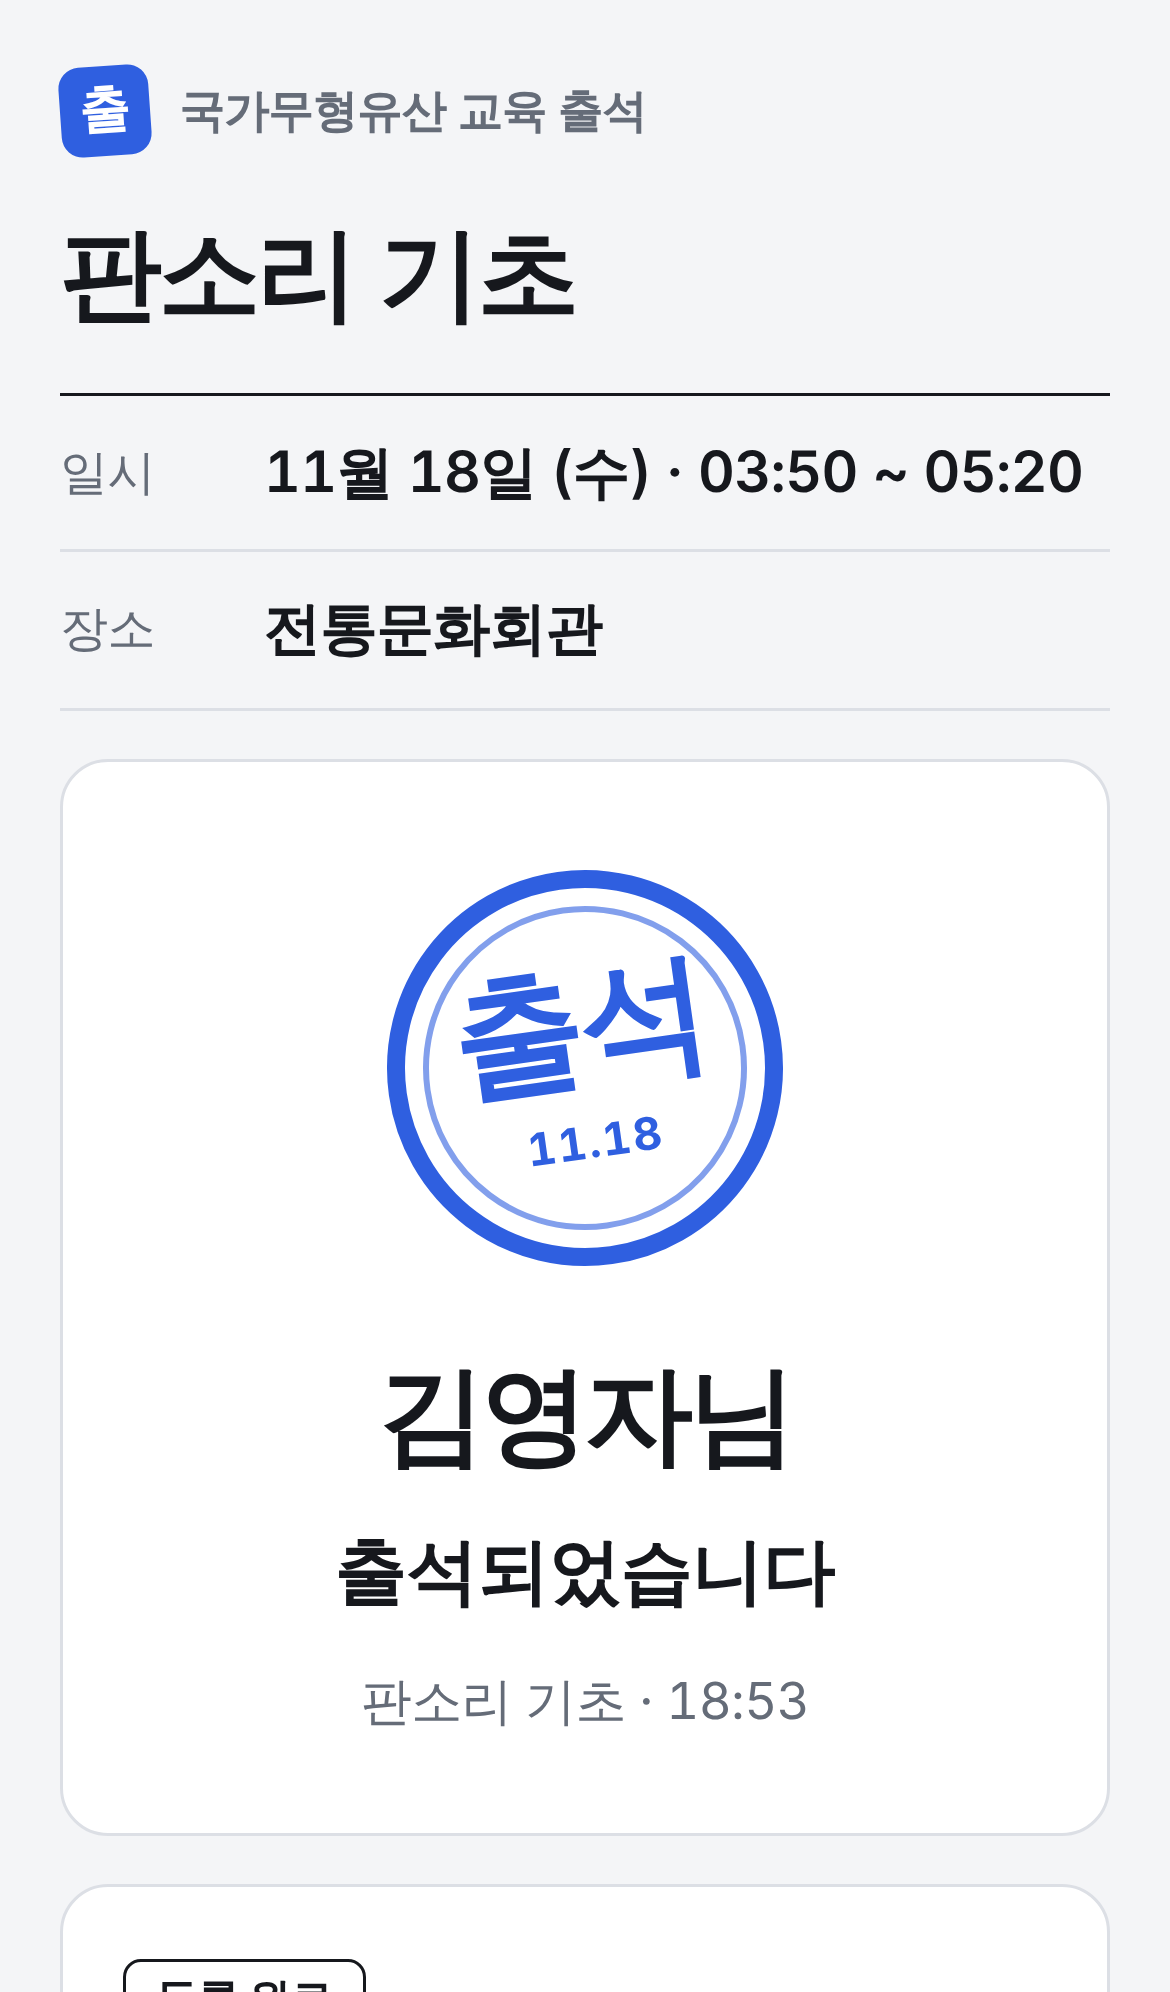 출 국가무형유산 교육 출석
판소리 기초
일시 11월 18일 (수) · 03:50 ~ 05:20
장소 전통문화회관
출석
11.18
김영자님
출석되었습니다
판소리 기초 · 18:53